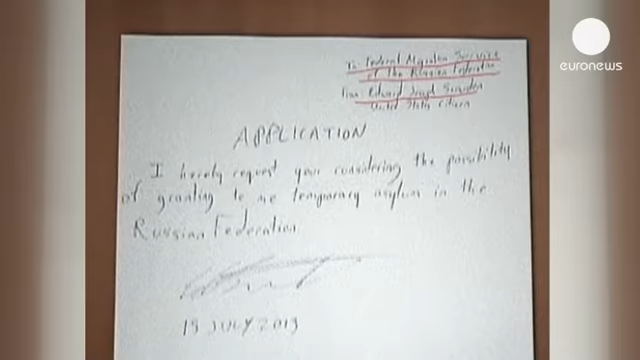 euronews
To Federal Migration Service
of the Russian Federation
From Edward Joseph Snowden
United States Citizen
APPLICATION
I hereby request your considering the possibility
of granting to me temporary asylum in the
Russian Federation
15 JULY 2013